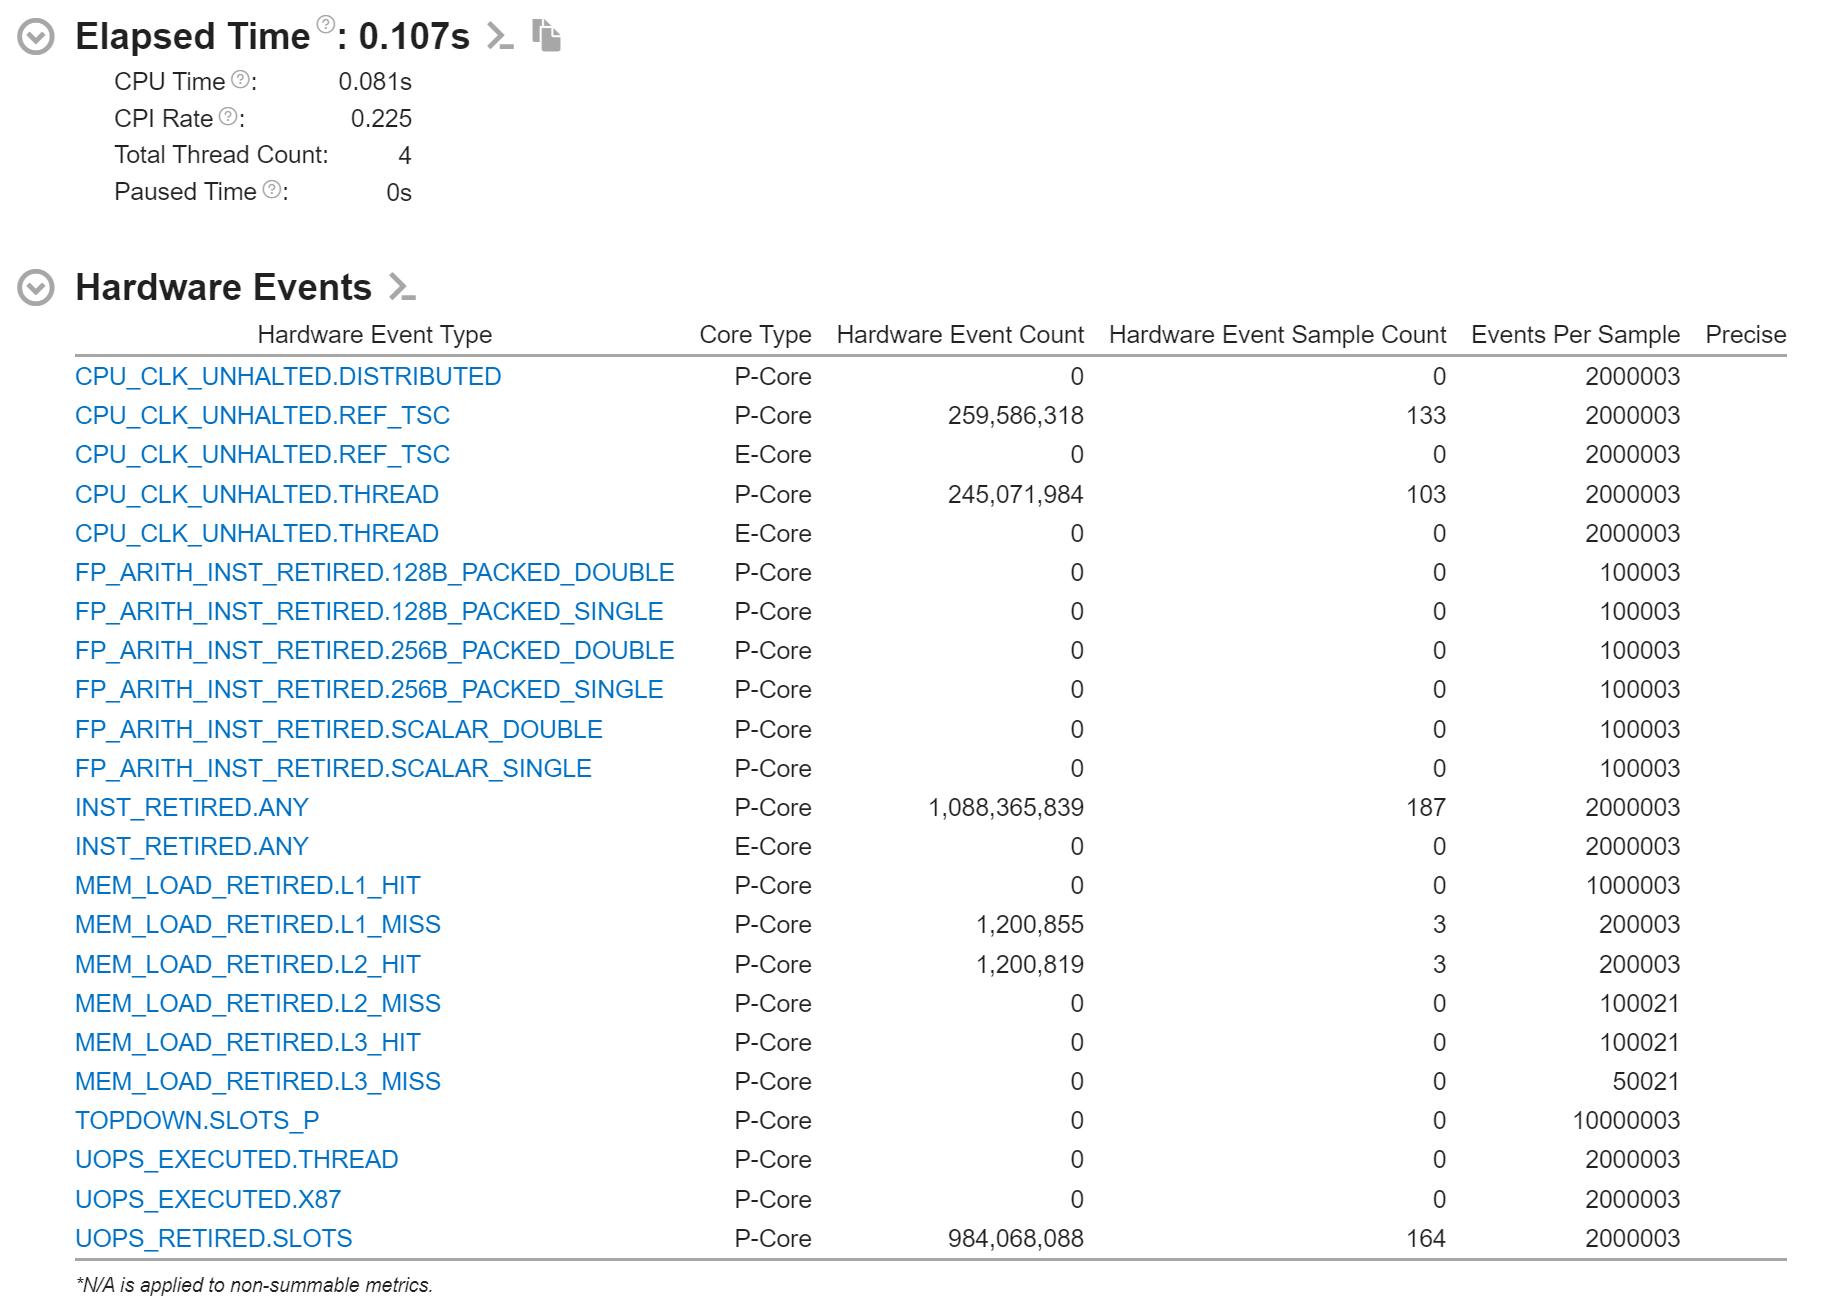 Elapsed Time ?: 0.107s
CPU Time ?: 0.081s
CPI Rate ?: 0.225
Total Thread Count: 4
Paused Time ?: 0s
Hardware Events
Hardware Event Type Core Type Hardware Event Count Hardware Event Sample Count Events Per Sample Precise
CPU_CLK_UNHALTED.DISTRIBUTED P-Core 0 0 2000003
CPU_CLK_UNHALTED.REF_TSC P-Core 259,586,318 133 2000003
CPU_CLK_UNHALTED.REF_TSC E-Core 0 0 2000003
CPU_CLK_UNHALTED.THREAD P-Core 245,071,984 103 2000003
CPU_CLK_UNHALTED.THREAD E-Core 0 0 2000003
FP_ARITH_INST_RETIRED.128B_PACKED_DOUBLE P-Core 0 0 100003
FP_ARITH_INST_RETIRED.128B_PACKED_SINGLE P-Core 0 0 100003
FP_ARITH_INST_RETIRED.256B_PACKED_DOUBLE P-Core 0 0 100003
FP_ARITH_INST_RETIRED.256B_PACKED_SINGLE P-Core 0 0 100003
FP_ARITH_INST_RETIRED.SCALAR_DOUBLE P-Core 0 0 100003
FP_ARITH_INST_RETIRED.SCALAR_SINGLE P-Core 0 0 100003
INST_RETIRED.ANY P-Core 1,088,365,839 187 2000003
INST_RETIRED.ANY E-Core 0 0 2000003
MEM_LOAD_RETIRED.L1_HIT P-Core 0 0 1000003
MEM_LOAD_RETIRED.L1_MISS P-Core 1,200,855 3 200003
MEM_LOAD_RETIRED.L2_HIT P-Core 1,200,819 3 200003
MEM_LOAD_RETIRED.L2_MISS P-Core 0 0 100021
MEM_LOAD_RETIRED.L3_HIT P-Core 0 0 100021
MEM_LOAD_RETIRED.L3_MISS P-Core 0 0 50021
TOPDOWN.SLOTS_P P-Core 0 0 10000003
UOPS_EXECUTED.THREAD P-Core 0 0 2000003
UOPS_EXECUTED.X87 P-Core 0 0 2000003
UOPS_RETIRED.SLOTS P-Core 984,068,088 164 2000003
*N/A is applied to non-summable metrics.